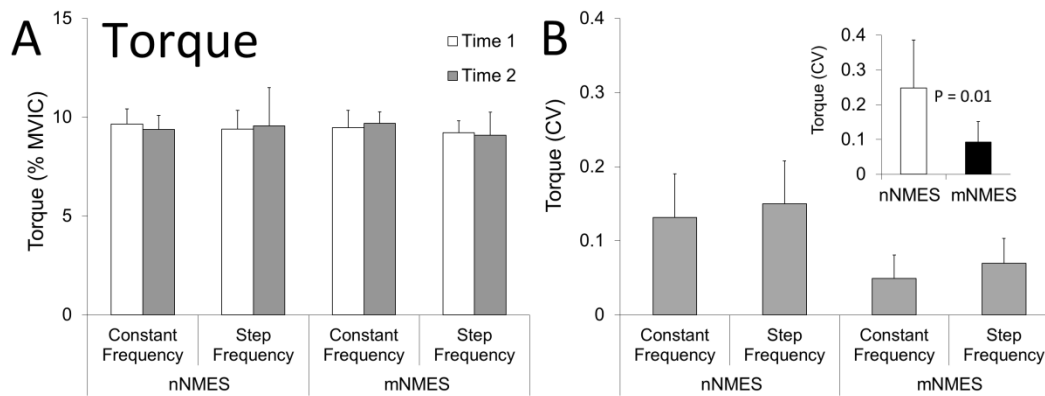 A Torque
Time 1
Time 2
Torque (% MVIC)
15
10
5
0
Constant Frequency
Step Frequency
Constant Frequency
Step Frequency
nNMES
mNMES
B
Torque (CV)
0.4
0.3
0.2
0.1
0
Torque (CV)
0.4
0.3
0.2
0.1
0
P = 0.01
nNMES
mNMES
Constant Frequency
Step Frequency
Constant Frequency
Step Frequency
nNMES
mNMES